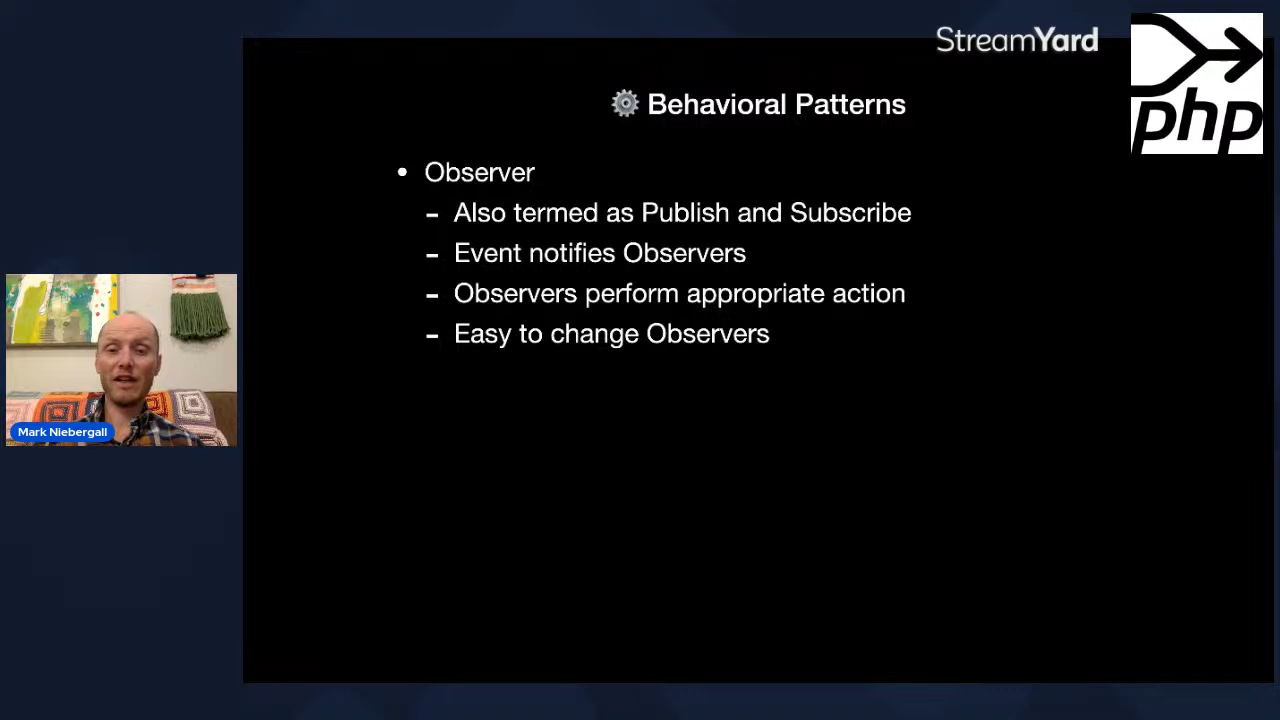 StreamYard
php
⚙ Behavioral Patterns
• Observer
- Also termed as Publish and Subscribe
- Event notifies Observers
- Observers perform appropriate action
- Easy to change Observers
Mark Niebergall